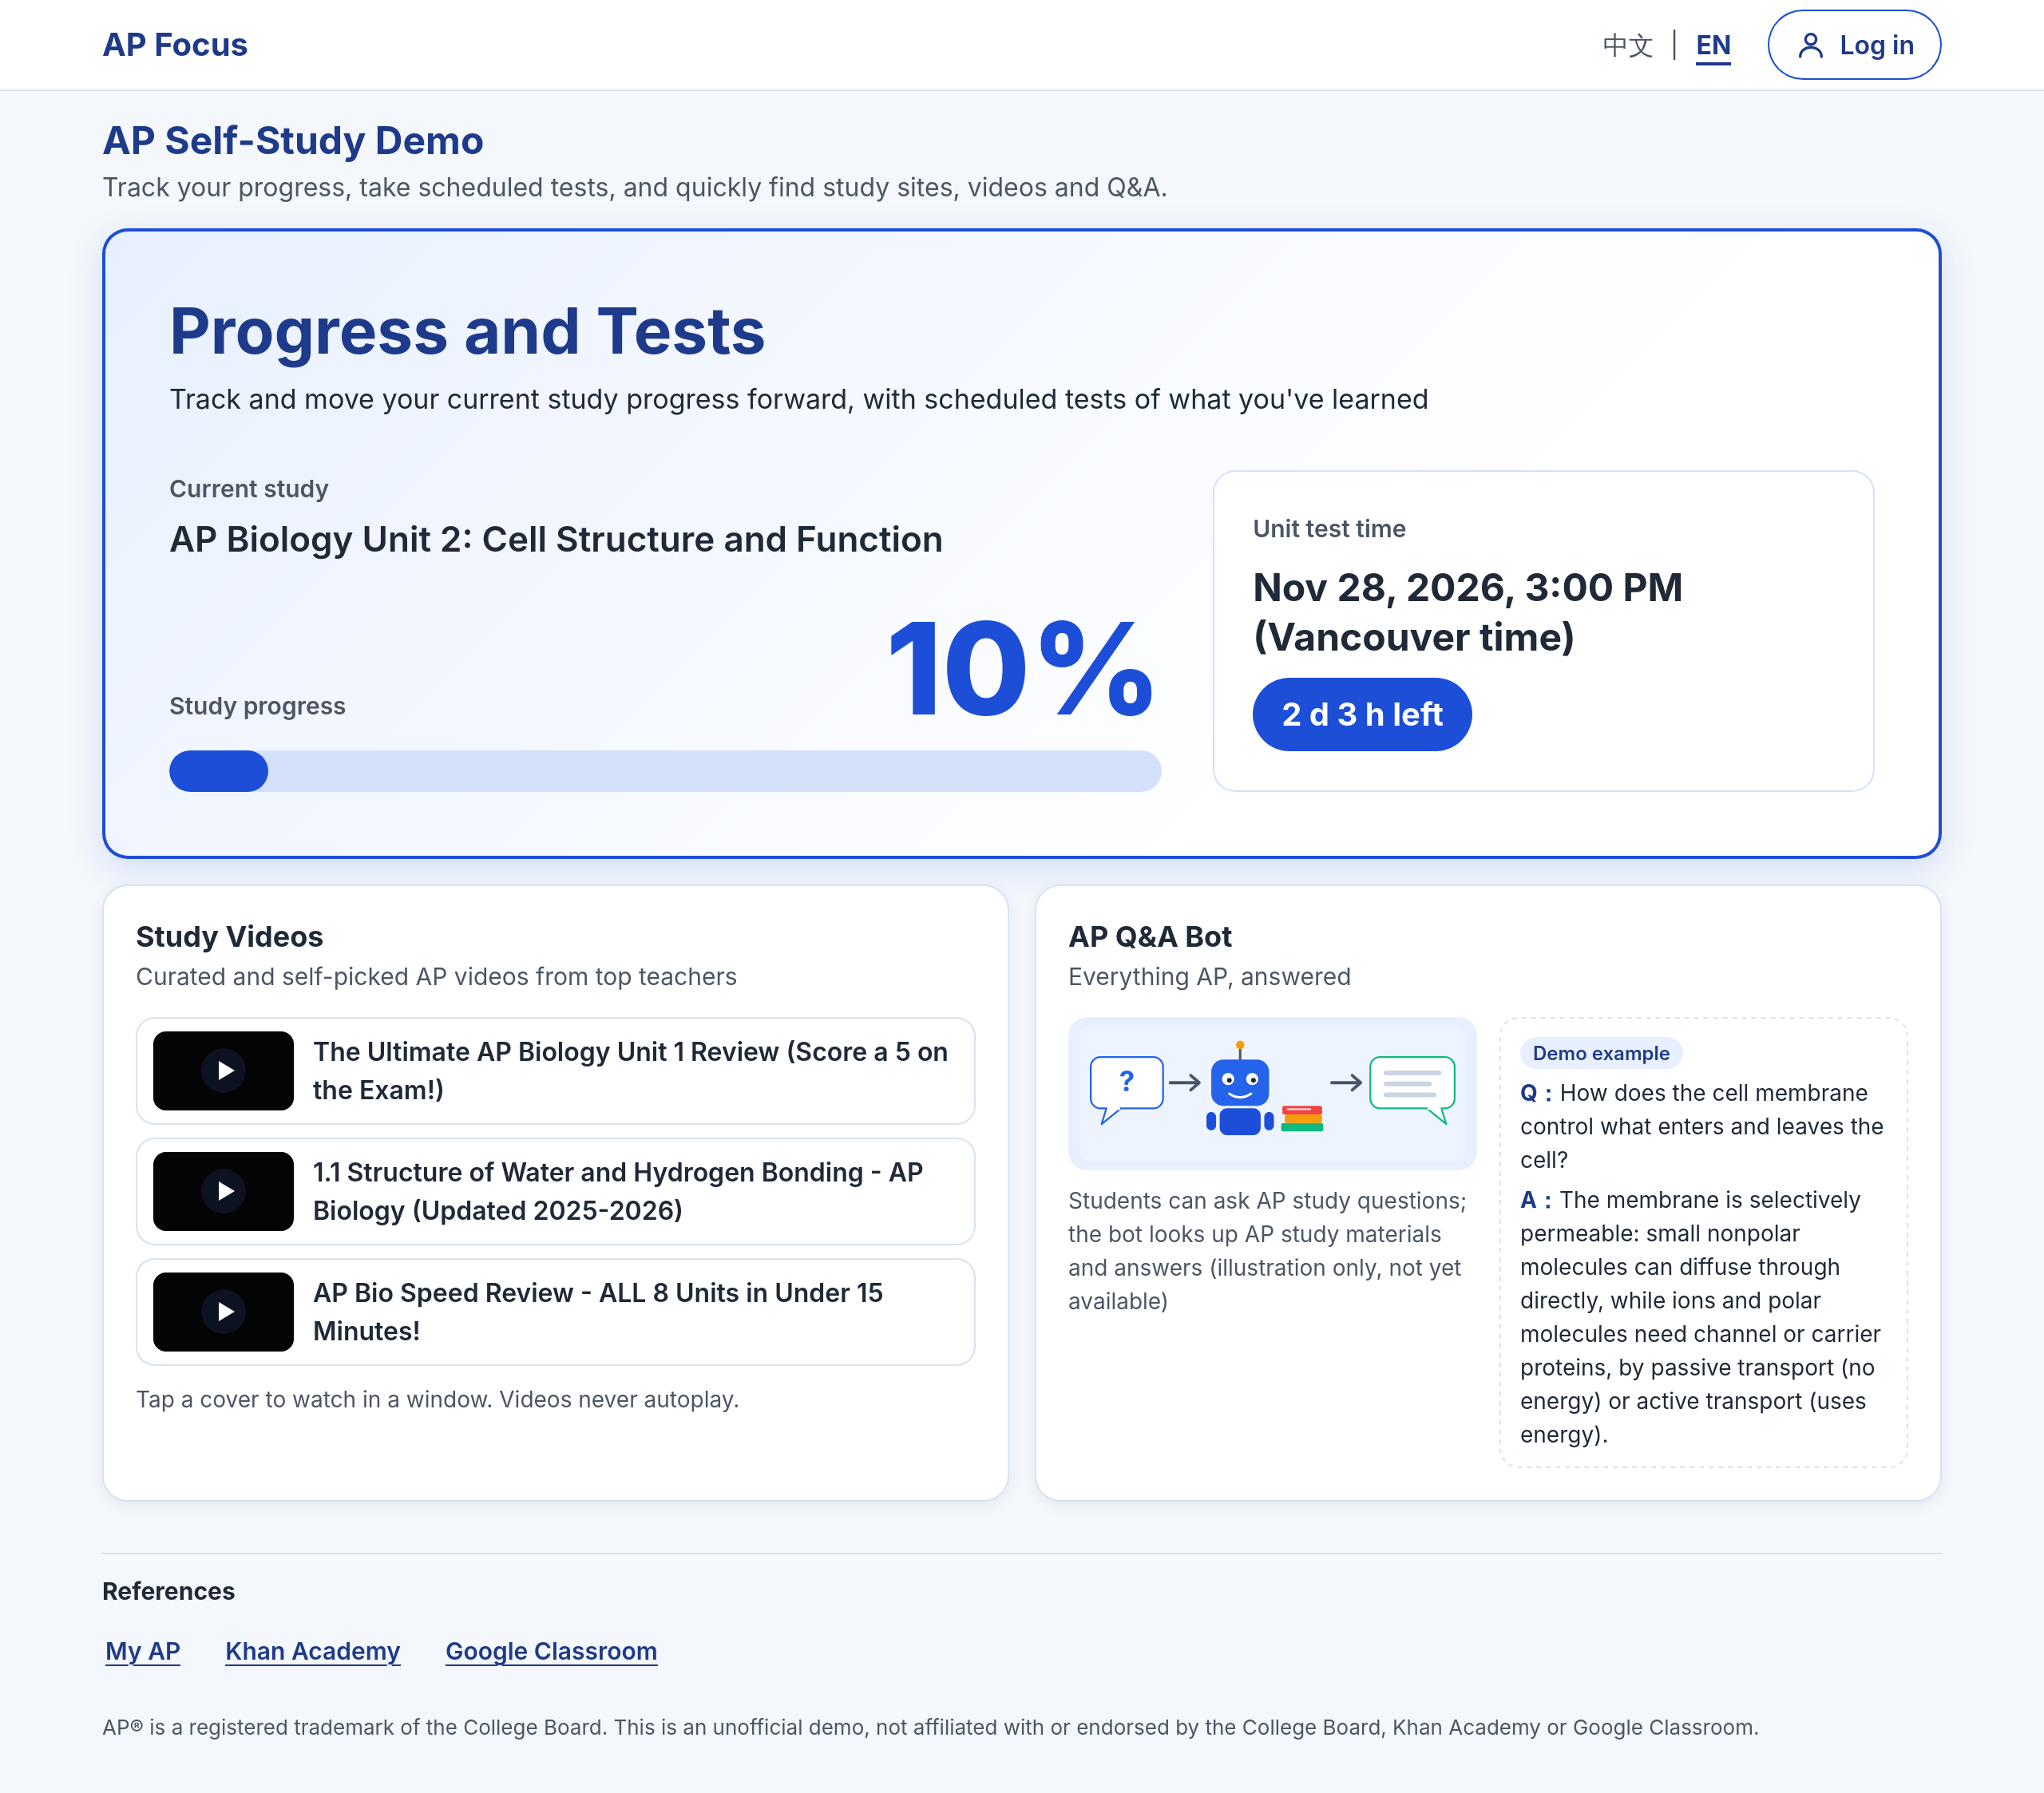 AP Focus
中文 | EN
Log in
AP Self-Study Demo
Track your progress, take scheduled tests, and quickly find study sites, videos and Q&A.
Progress and Tests
Track and move your current study progress forward, with scheduled tests of what you've learned
Current study
AP Biology Unit 2: Cell Structure and Function
Study progress
10%
Unit test time
Nov 28, 2026, 3:00 PM
(Vancouver time)
2 d 3 h left
Study Videos
Curated and self-picked AP videos from top teachers
The Ultimate AP Biology Unit 1 Review (Score a 5 on
the Exam!)
1.1 Structure of Water and Hydrogen Bonding - AP
Biology (Updated 2025-2026)
AP Bio Speed Review - ALL 8 Units in Under 15
Minutes!
Tap a cover to watch in a window. Videos never autoplay.
AP Q&A Bot
Everything AP, answered
?
Students can ask AP study questions;
the bot looks up AP study materials
and answers (illustration only, not yet
available)
Demo example
Q：How does the cell membrane
control what enters and leaves the
cell?
A：The membrane is selectively
permeable: small nonpolar
molecules can diffuse through
directly, while ions and polar
molecules need channel or carrier
proteins, by passive transport (no
energy) or active transport (uses
energy).
References
My AP
Khan Academy
Google Classroom
AP® is a registered trademark of the College Board. This is an unofficial demo, not affiliated with or endorsed by the College Board, Khan Academy or Google Classroom.